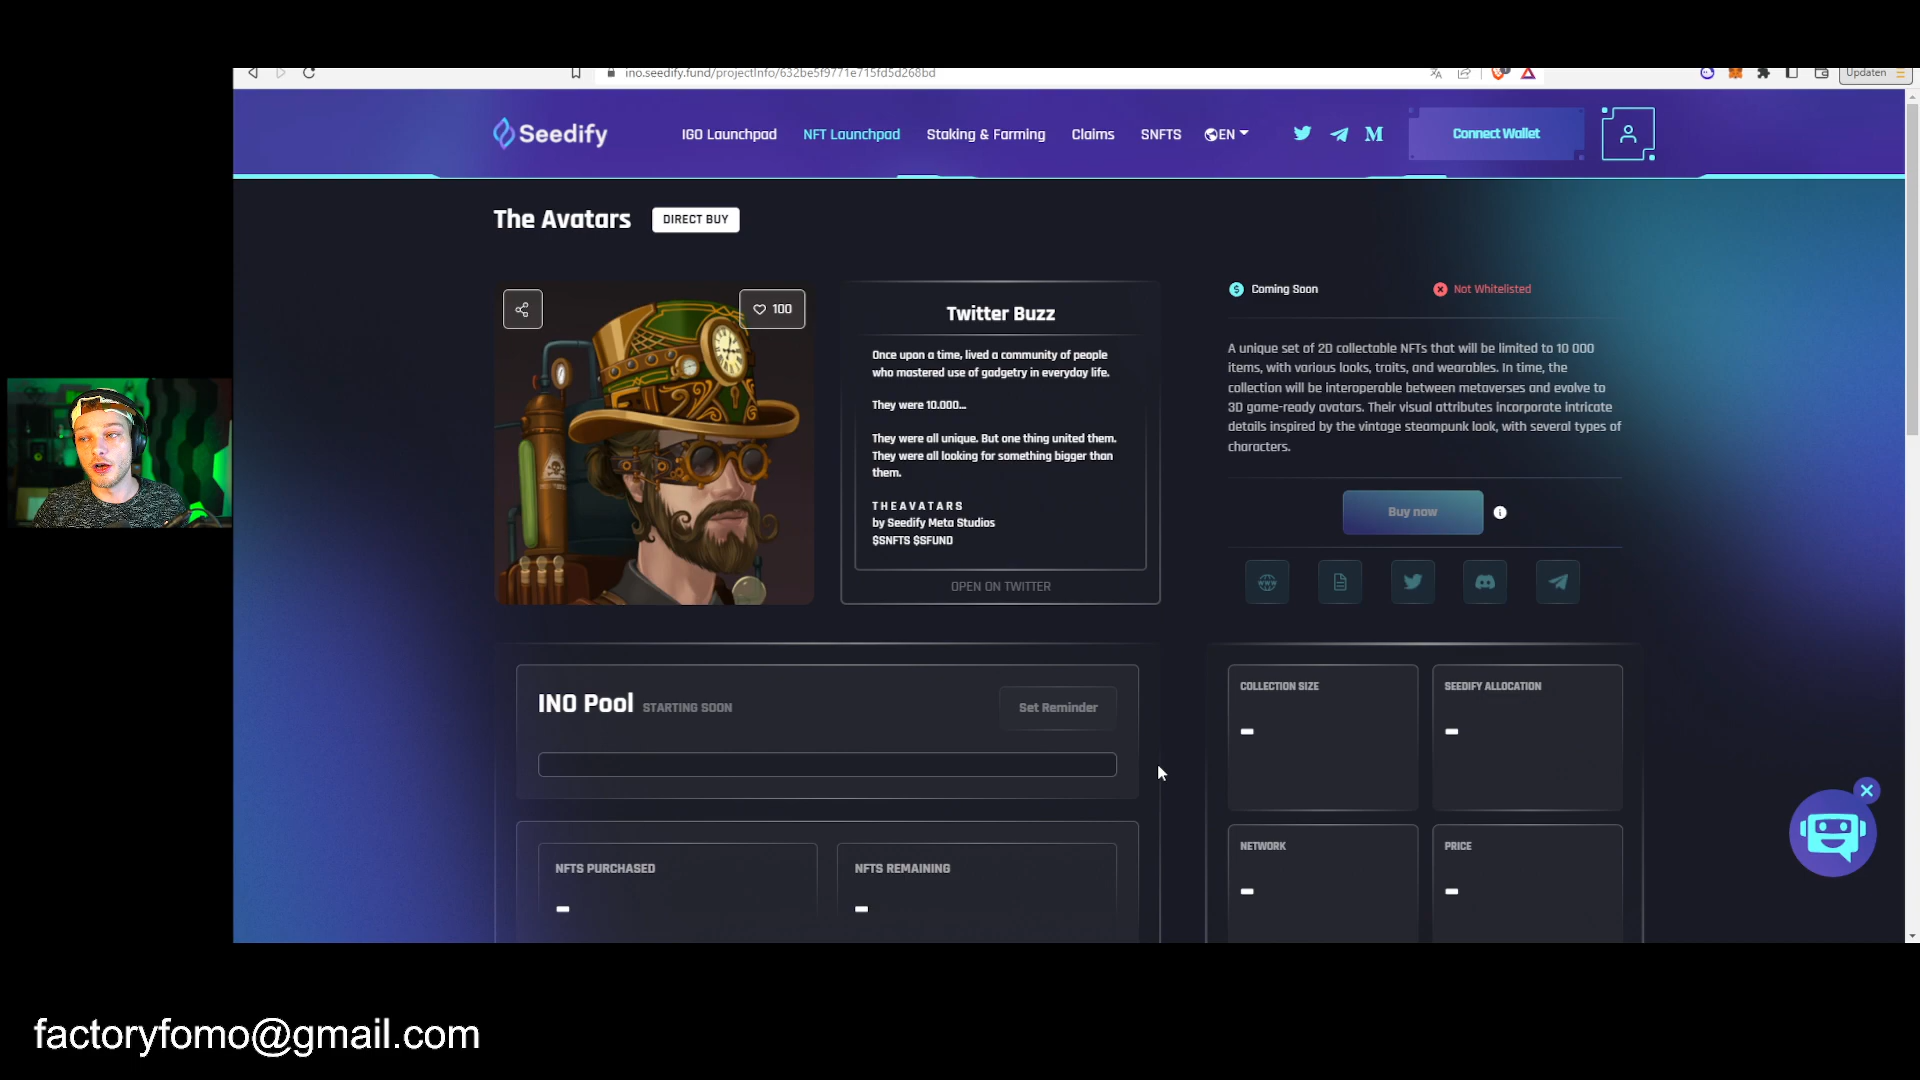 ino.seedify.fund/projectInfo/632be5f9771e715fd5d268bd
Updaten
Seedify
IGO Launchpad
NFT Launchpad
Staking & Farming
Claims
SNFTS
EN
Connect Wallet
The Avatars
DIRECT BUY
100
Twitter Buzz
Once upon a time, lived a community of people
who mastered use of gadgetry in everyday life.
They were 10.000...
They were all unique. But one thing united them.
They were all looking for something bigger than
them.
T H E A V A T A R S
by Seedify Meta Studios
$SNFTS $SFUND
OPEN ON TWITTER
Coming Soon
Not Whitelisted
A unique set of 2D collectable NFTs that will be limited to 10 000
items, with various looks, traits, and wearables. In time, the
collection will be interoperable between metaverses and evolve to
3D game-ready avatars. Their visual attributes incorporate intricate
details inspired by the vintage steampunk look, with several types of
characters.
Buy now
INO Pool STARTING SOON
Set Reminder
NFTS PURCHASED
-
NFTS REMAINING
-
COLLECTION SIZE
-
SEEDIFY ALLOCATION
-
NETWORK
-
PRICE
-
factoryfomo@gmail.com